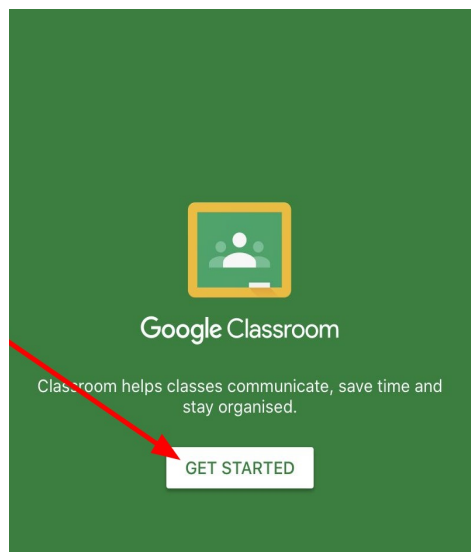 Google Classroom
Classroom helps classes communicate, save time and
stay organised.
GET STARTED